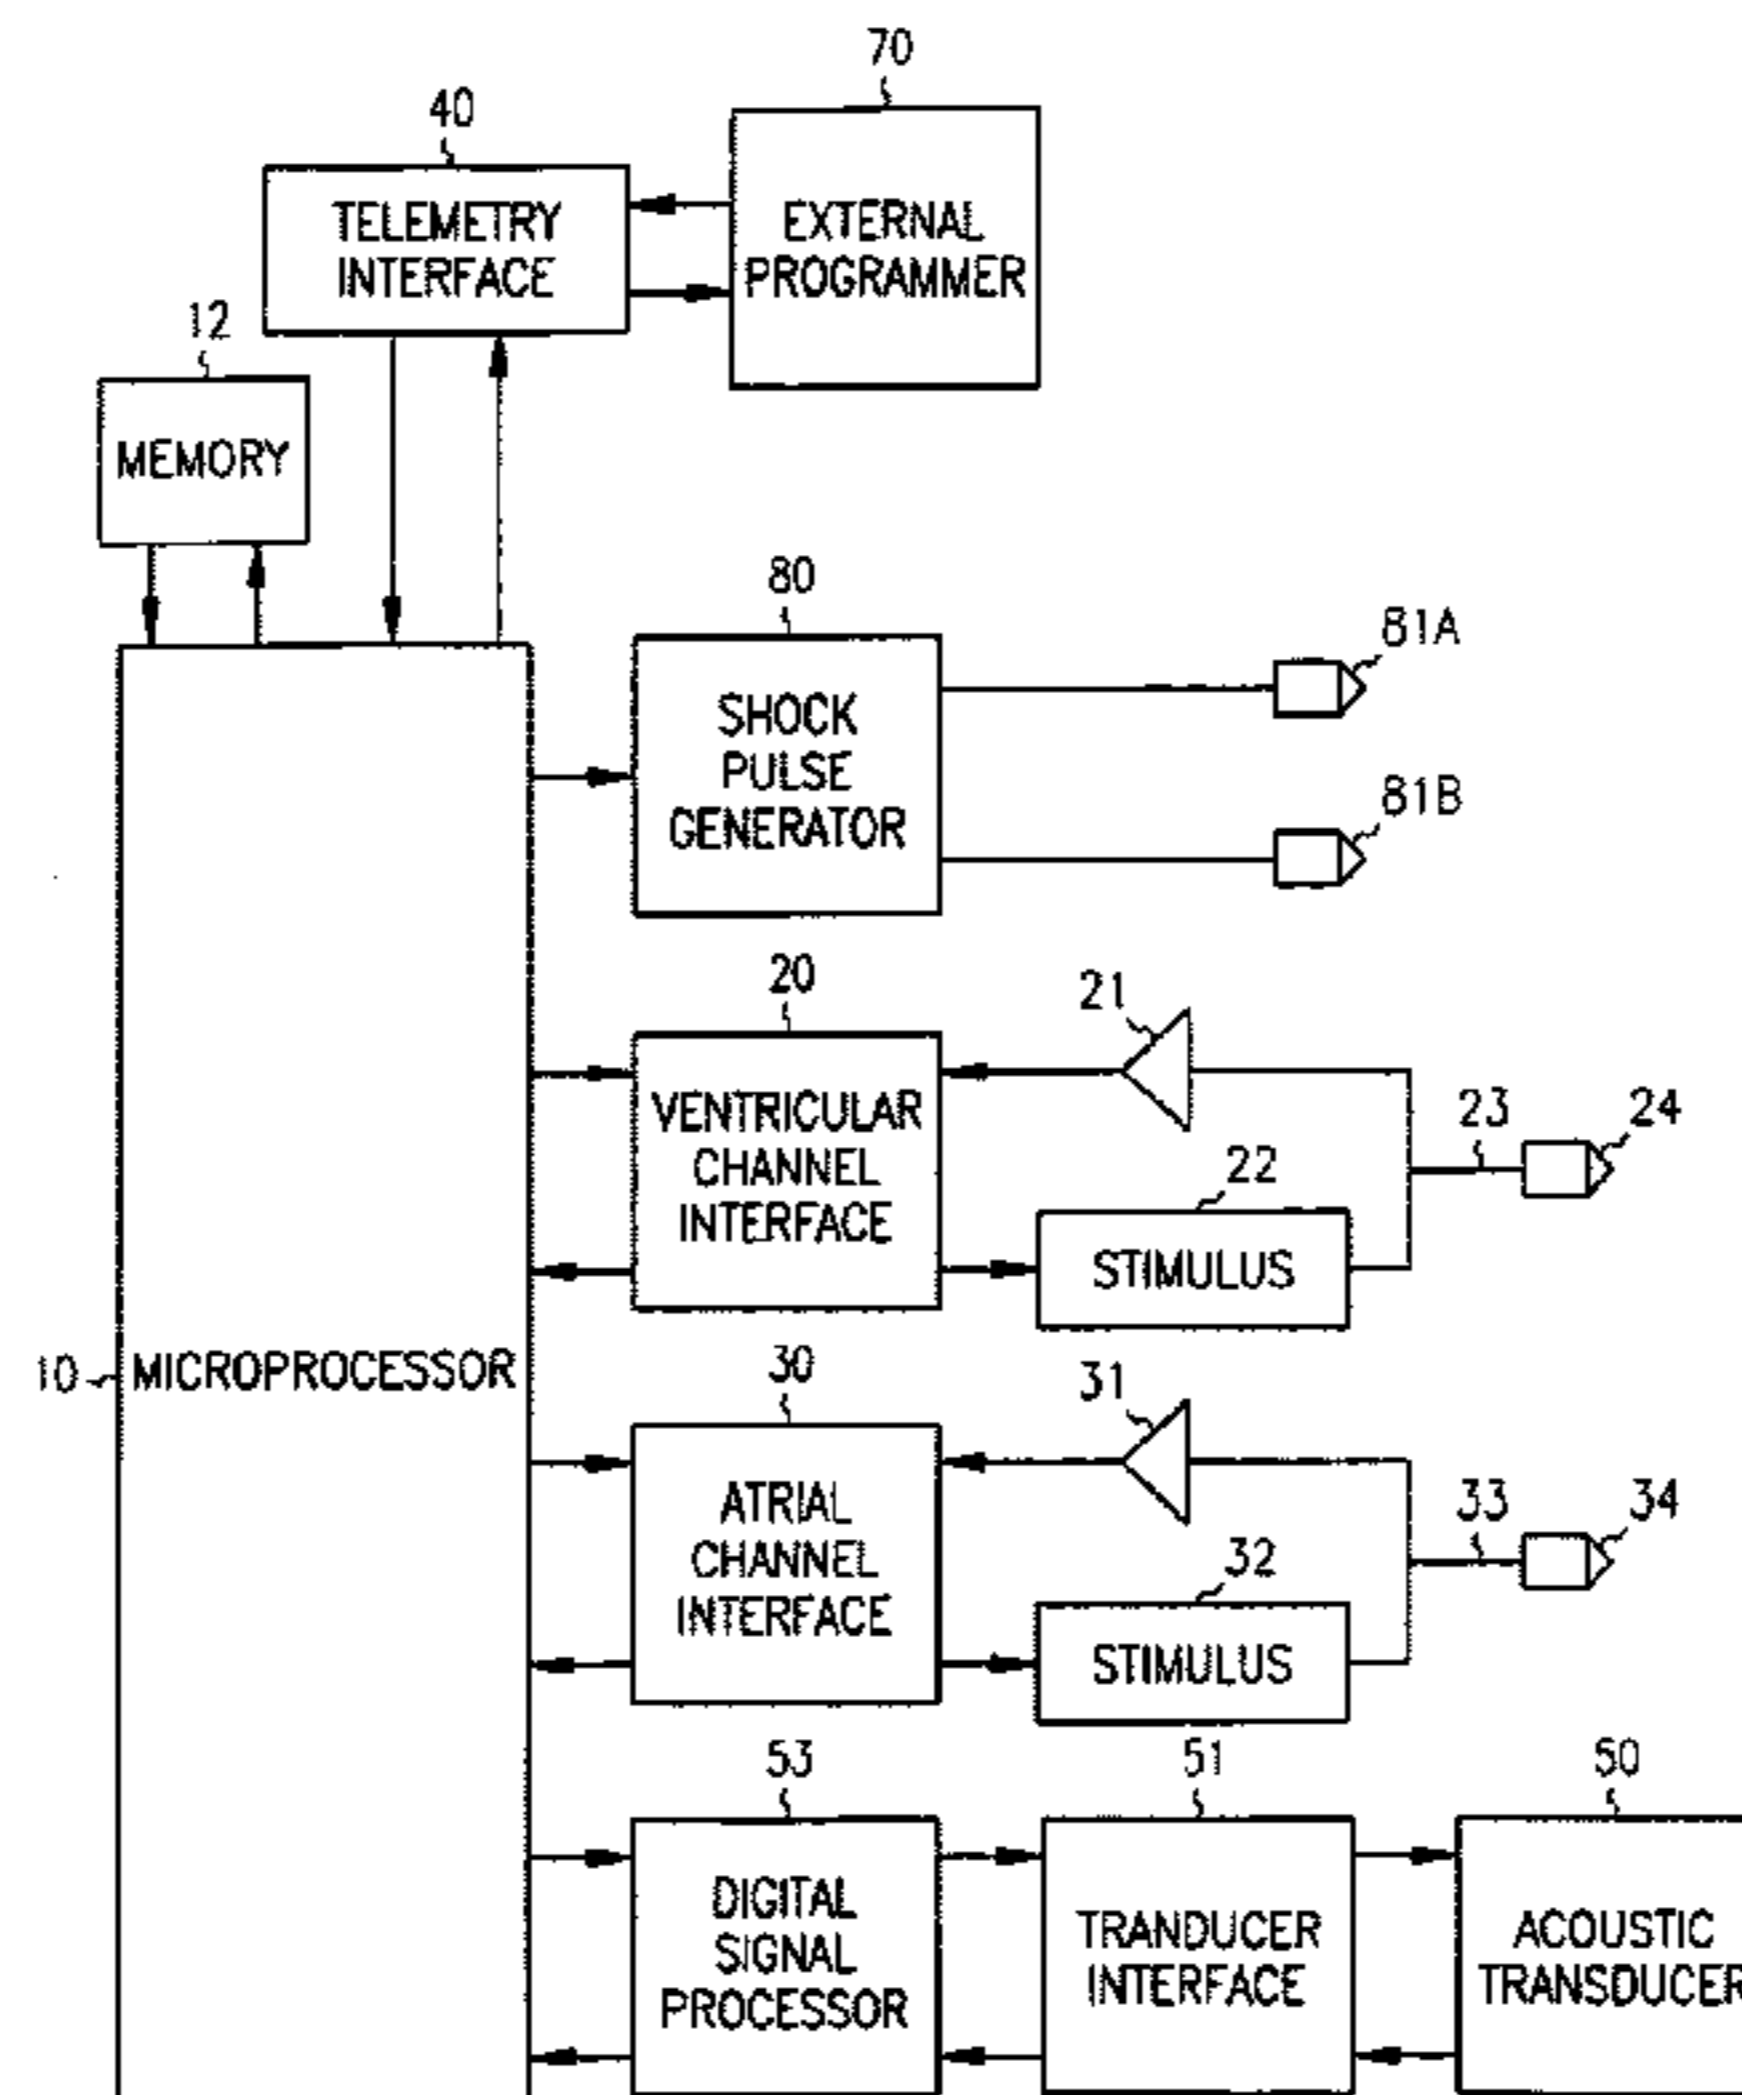 70
40
EXTERNAL
PROGRAMMER
TELEMETRY
INTERFACE
12
MEMORY
80
81A
SHOCK
PULSE
GENERATOR
81B
20
21
VENTRICULAR
CHANNEL
INTERFACE
23
24
22
STIMULUS
10
MICROPROCESSOR
30
31
ATRIAL
CHANNEL
INTERFACE
33
34
32
STIMULUS
53
51
50
DIGITAL
SIGNAL
PROCESSOR
TRANDUCER
INTERFACE
ACOUSTIC
TRANSDUCER